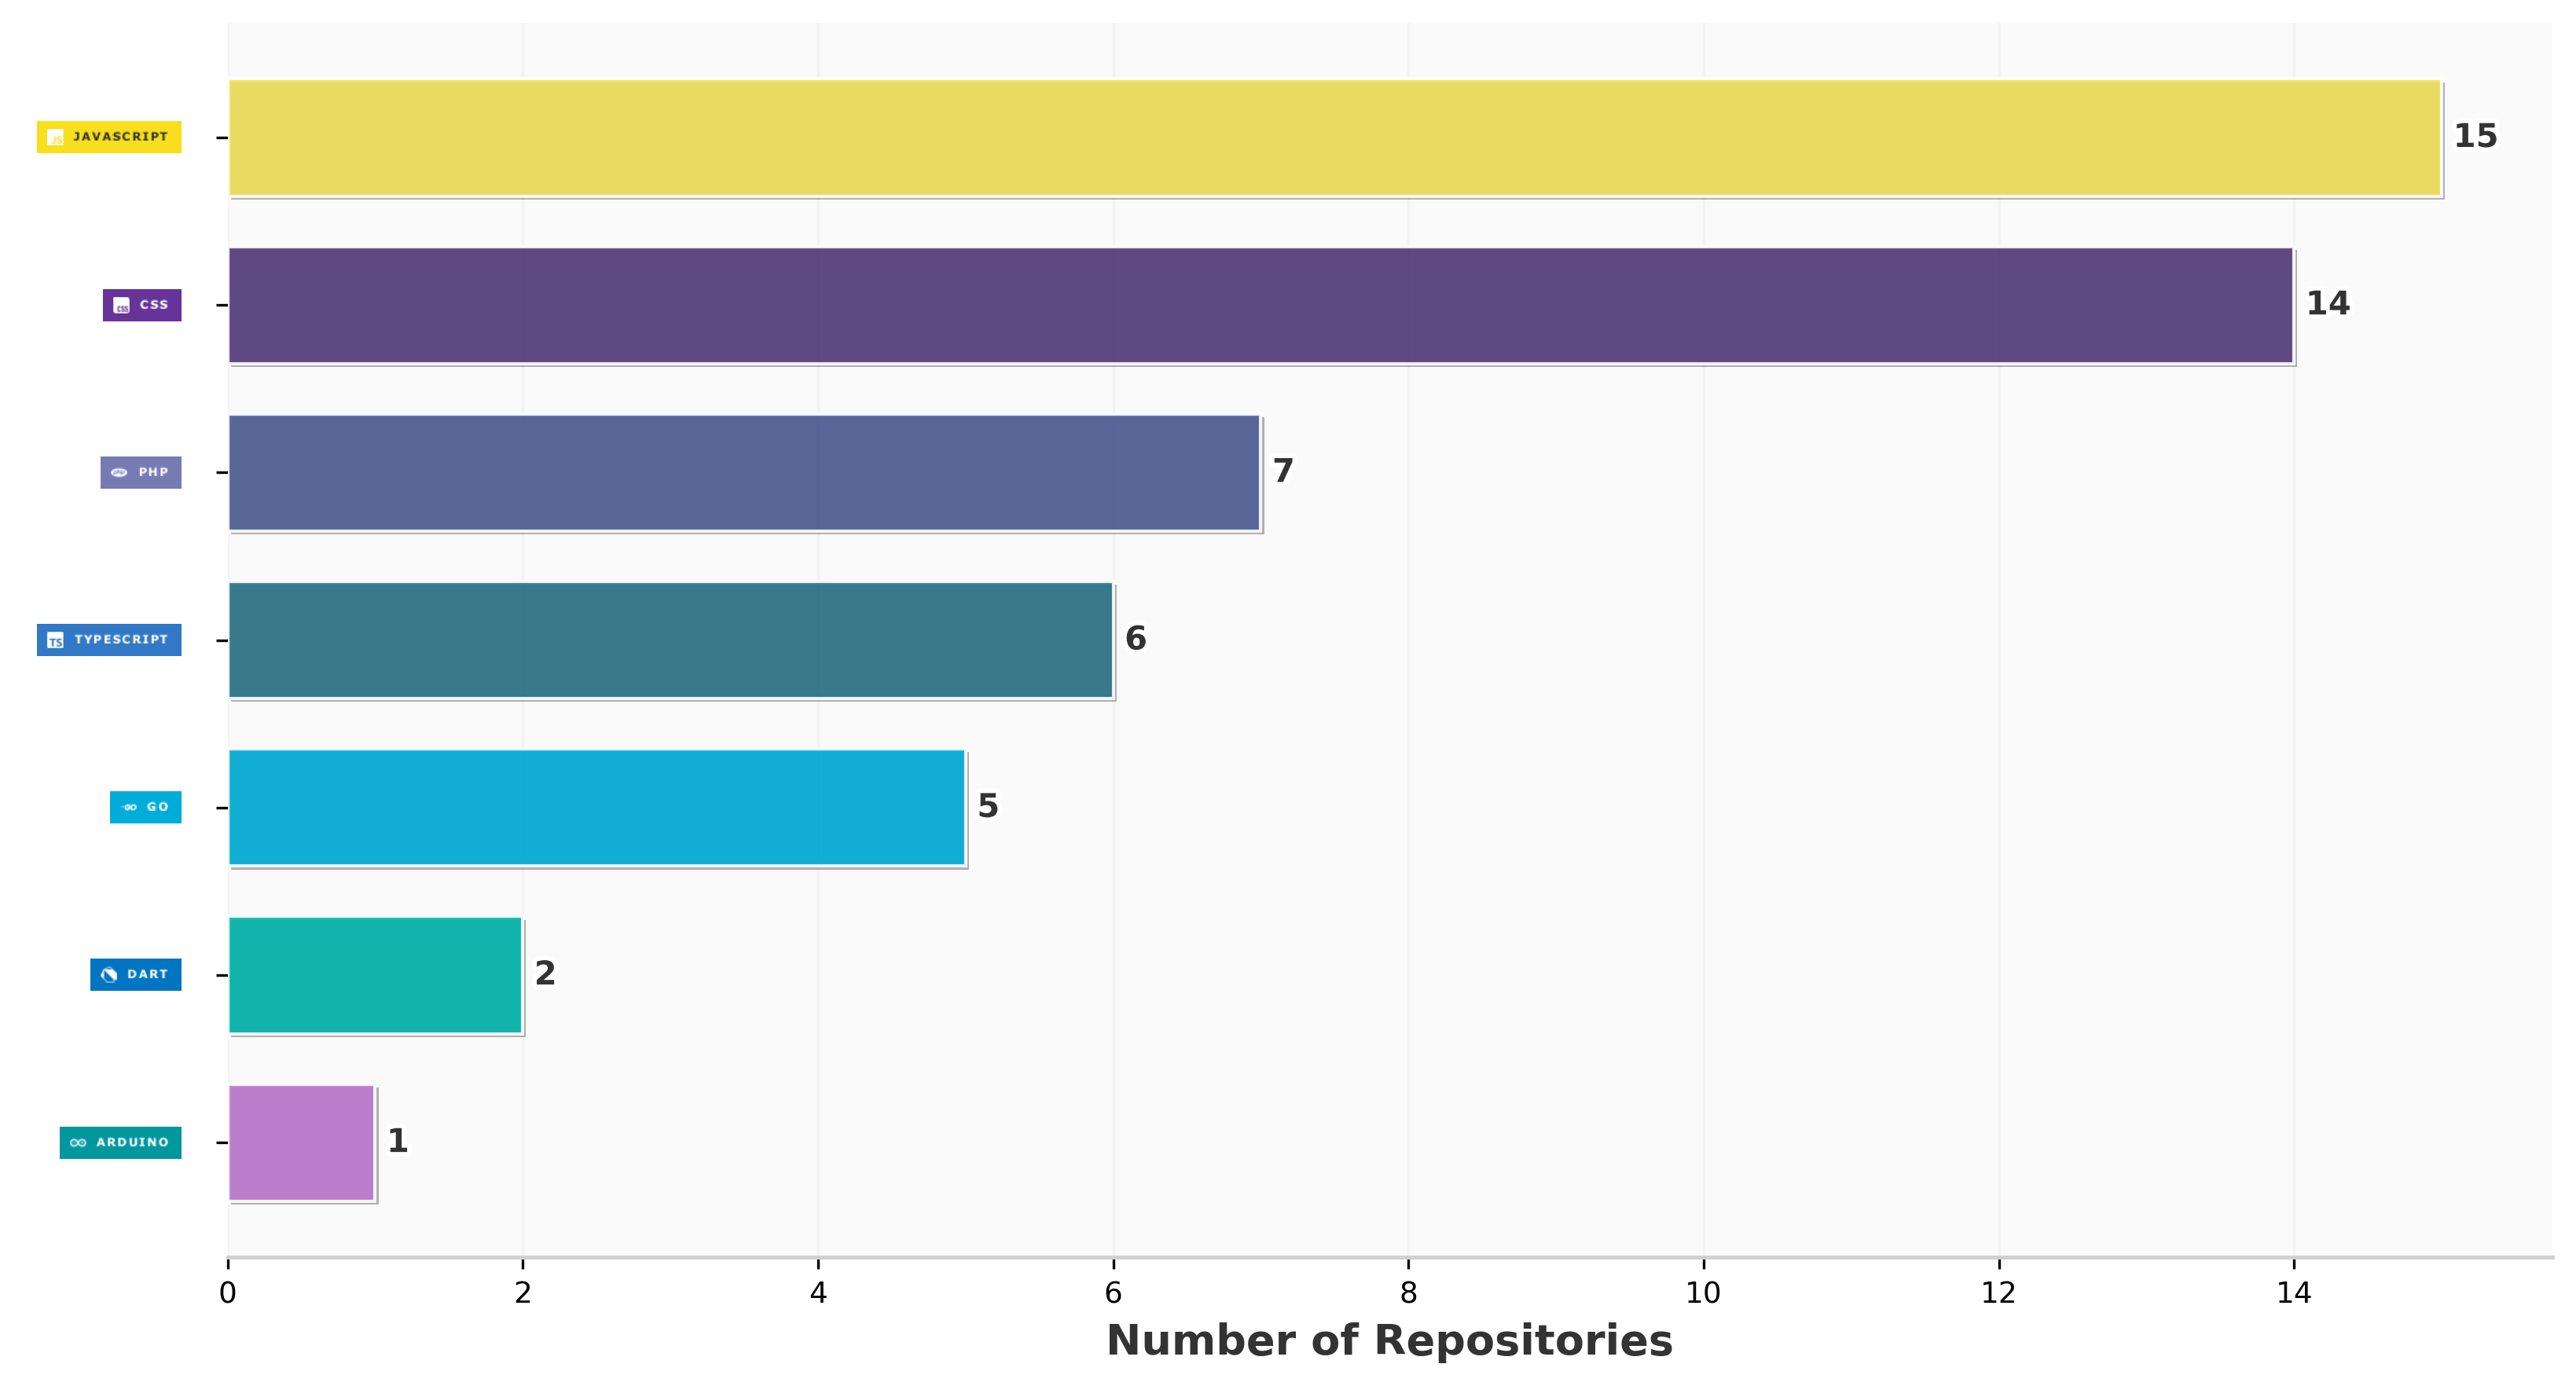 JAVASCRIPT
15
CSS
14
PHP
7
TS TYPESCRIPT
6
GO
5
DART
2
ARDUINO
1
0 2 4 6 8 10 12 14
Number of Repositories